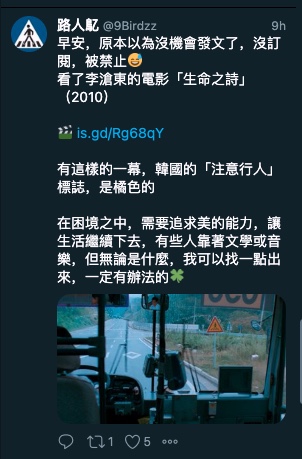 路人鳦 @9Birdzz 9h
早安，原本以為沒機會發文了，沒訂
閱，被禁止😅
看了李滄東的電影「生命之詩」
（2010）
🎬 is.gd/Rg68qY
有這樣的一幕，韓國的「注意行人」
標誌，是橘色的
在困境之中，需要追求美的能力，讓
生活繼續下去，有些人靠著文學或音
樂，但無論是什麼，我可以找一點出
來，一定有辦法的🍀
1 5